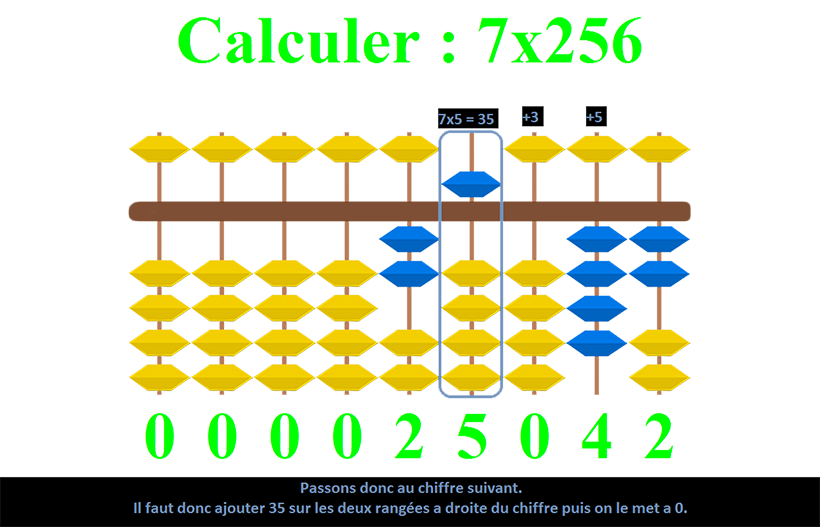 Calculer : 7x256
7x5 = 35 +3 +5
0 0 0 0 2 5 0 4 2
Passons donc au chiffre suivant.
Il faut donc ajouter 35 sur les deux rangées a droite du chiffre puis on le met a 0.